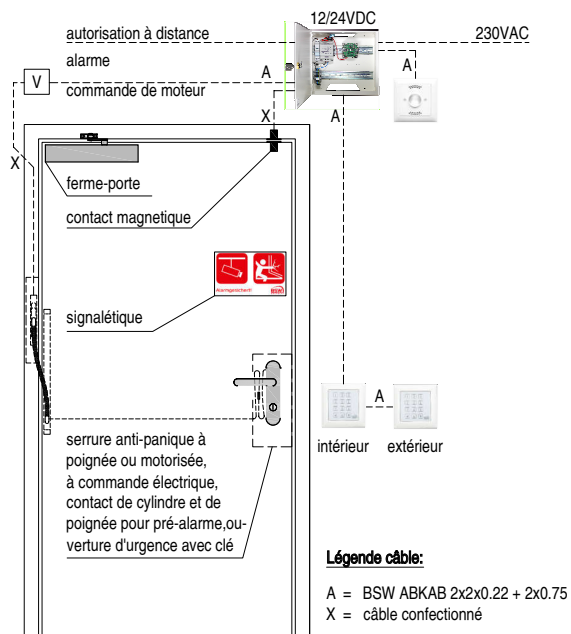 12/24VDC
autorisation à distance
230VAC
alarme
A
A
V
commande de moteur
X
A
X
ferme-porte
contact magnetique
Alarmgesichert!
BSW
signalétique
A
intérieur
extérieur
serrure anti-panique à
poignée ou motorisée,
à commande électrique,
contact de cylindre et de
poignée pour pré-alarme,ou-
verture d'urgence avec clé
Légende câble:
A = BSW ABKAB 2x2x0.22 + 2x0.75
X = câble confectionné